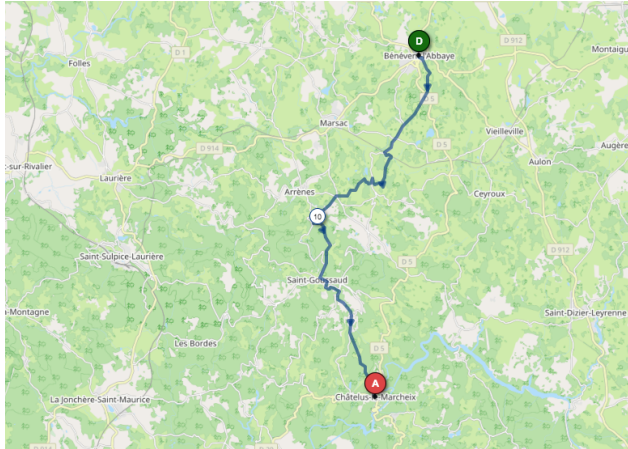 D
D 912
D 1
Bénévent-l'Abbaye
Montaigu
Folles
Marsac
D 5
Vieilleville
D 914
Augère
t-sur-Rivalier
Aulon
Laurière
Arrènes
Ceyroux
10
D 912
Saint-Sulpice-Laurière
D 5
Saint-Goussaud
a-Montagne
Saint-Dizier-Leyrenne
Les Bordes
D 5
A
Châtelus-le-Marcheix
La Jonchère-Saint-Maurice
D 914